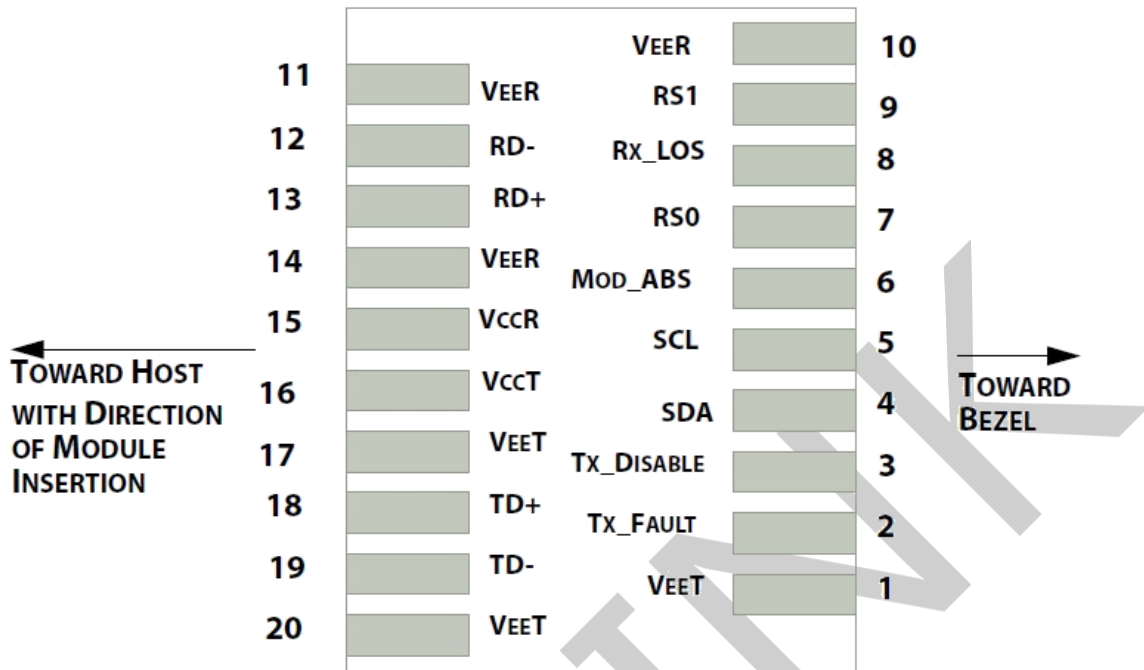 VEER 10
11 VEER
RS1 9
12 RD-
RX_LOS 8
13 RD+
RS0 7
14 VEER
MOD_ABS 6
15 VCCR
SCL 5
TOWARD HOST
WITH DIRECTION
OF MODULE
INSERTION
16 VCCT
SDA 4
TOWARD
BEZEL
17 VEET
TX_DISABLE 3
18 TD+
TX_FAULT 2
19 TD-
VEET 1
20 VEET